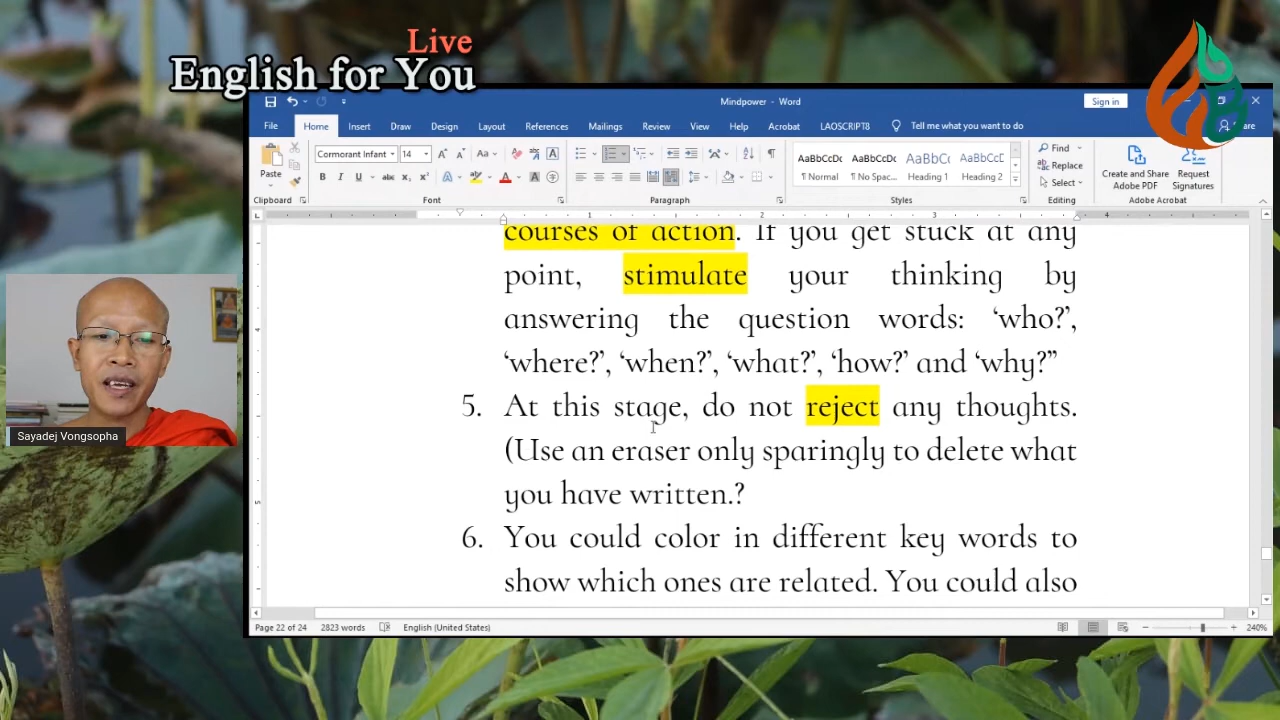 Live
English for You
Mindpower - Word
Sign in
File Home Insert Draw Design Layout References Mailings Review View Help Acrobat LAOSCRIPT8 Tell me what you want to do
Paste
Cormorant Infant 14
Clipboard
Font
Paragraph
AaBbCcDc AaBbCcDc AaBbCc AaBbCcD
¶ Normal ¶ No Spac... Heading 1 Heading 2
Styles
Find
Replace
Select
Editing
Create and Share Adobe PDF
Request Signatures
Adobe Acrobat
courses of action. If you get stuck at any
point, stimulate your thinking by
answering the question words: ‘who?’,
‘where?’, ‘when?’, ‘what?’, ‘how?’ and ‘why?”
5. At this stage, do not reject any thoughts.
(Use an eraser only sparingly to delete what
you have written.?
6. You could color in different key words to
show which ones are related. You could also
Sayadej Vongsopha
Page 22 of 24 2823 words English (United States) 240%